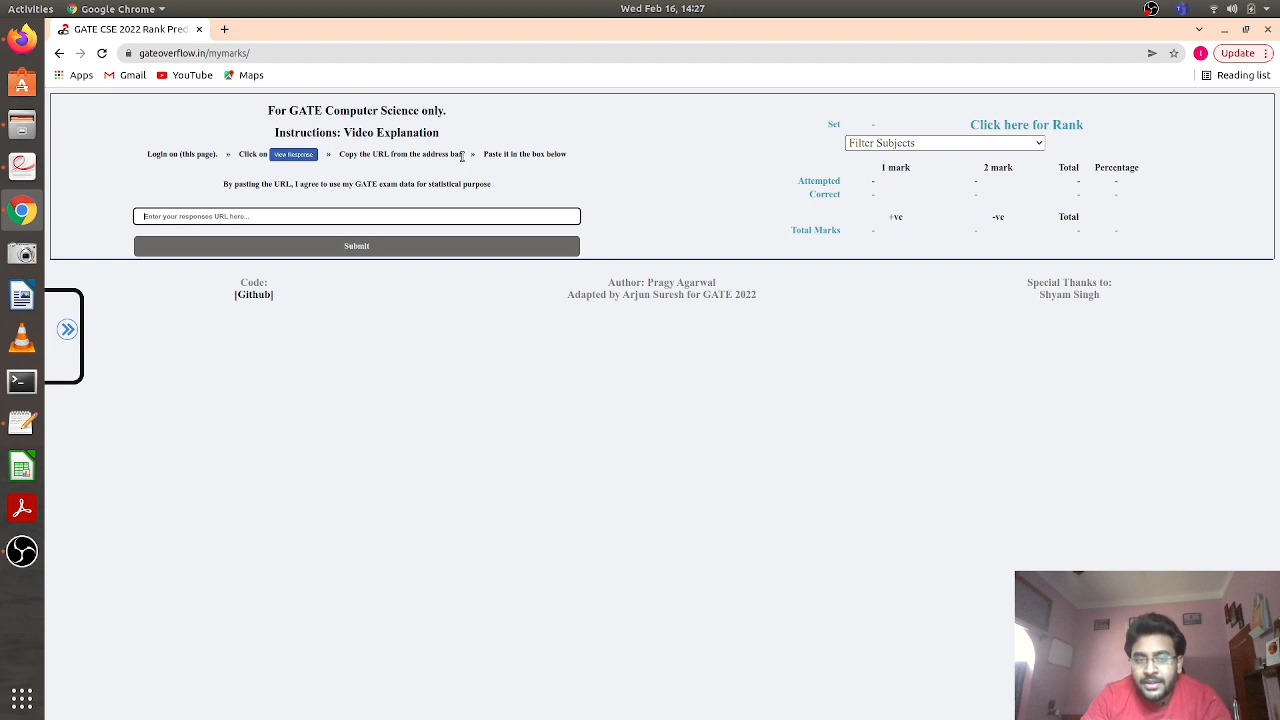 Activities Google Chrome Wed Feb 16, 14:27
GATE CSE 2022 Rank Pred
gateoverflow.in/mymarks/ Update
Apps Gmail YouTube Maps Reading list
For GATE Computer Science only.
Instructions: Video Explanation
Login on (this page). » Click on View Response » Copy the URL from the address bar » Paste it in the box below
By pasting the URL, I agree to use my GATE exam data for statistical purpose
Enter your responses URL here...
Submit
Set - Click here for Rank
Filter Subjects
1 mark 2 mark Total Percentage
Attempted - - - -
Correct - - - -
+ve -ve Total
Total Marks - - - -
Code:
[Github]
Author: Pragy Agarwal
Adapted by Arjun Suresh for GATE 2022
Special Thanks to:
Shyam Singh